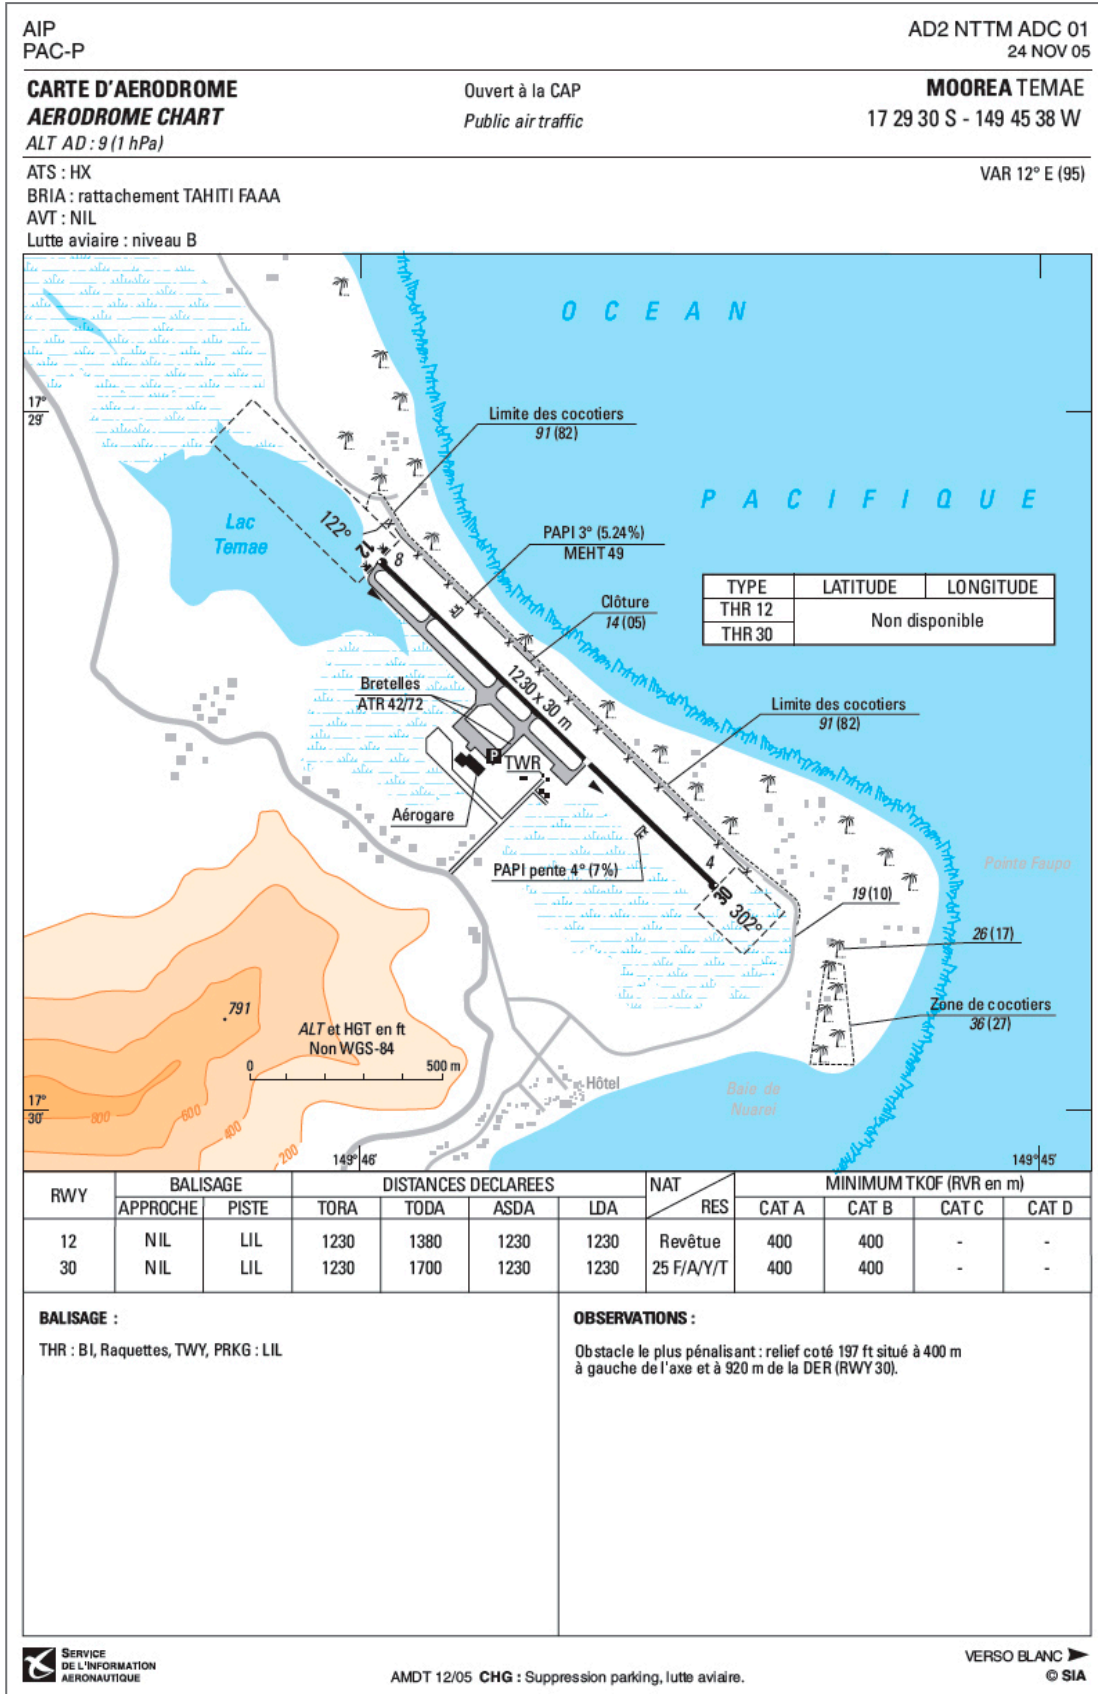 AIP
PAC-P
AD2 NTTM ADC 01
24 NOV 05
CARTE D'AERODROME
AERODROME CHART
ALT AD : 9 (1 hPa)
Ouvert à la CAP
Public air traffic
MOOREA TEMAE
17 29 30 S - 149 45 38 W
ATS : HX
BRIA : rattachement TAHITI FAAA
AVT : NIL
Lutte aviaire : niveau B
VAR 12° E (95)
OCEAN
PACIFIQUE
17°
29'
Limite des cocotiers
91 (82)
Lac
Temae
122°
12
8
PAPI 3° (5.24%)
MEHT 49
Clôture
14 (05)
TYPE LATITUDE LONGITUDE
THR 12 Non disponible
THR 30
1230 x 30 m
Bretelles
ATR 42/72
Limite des cocotiers
91 (82)
P
TWR
Aérogare
PAPI pente 4° (7%)
4
30
302°
Pointe Faupo
19 (10)
26 (17)
Zone de cocotiers
36 (27)
791
ALT et HGT en ft
Non WGS-84
0 500 m
Hôtel
Baie de
Nuarei
17°
30'
800
600
400
200
149° 46'
149° 45'
RWY BALISAGE DISTANCES DECLAREES NAT RES MINIMUM TKOF (RVR en m)
APPROCHE PISTE TORA TODA ASDA LDA CAT A CAT B CAT C CAT D
12 NIL LIL 1230 1380 1230 1230 Revêtue 400 400 - -
30 NIL LIL 1230 1700 1230 1230 25 F/A/Y/T 400 400 - -
BALISAGE :
THR : BI, Raquettes, TWY, PRKG : LIL
OBSERVATIONS :
Obstacle le plus pénalisant : relief coté 197 ft situé à 400 m
à gauche de l'axe et à 920 m de la DER (RWY 30).
SERVICE
DE L'INFORMATION
AERONAUTIQUE
AMDT 12/05 CHG : Suppression parking, lutte aviaire.
VERSO BLANC
© SIA